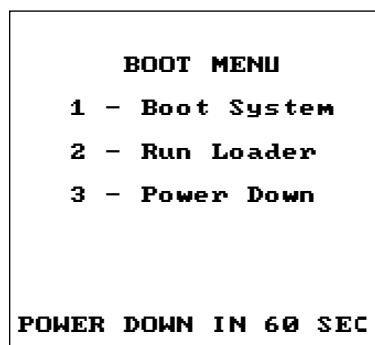 BOOT MENU
1 - Boot System
2 - Run Loader
3 - Power Down
POWER DOWN IN 60 SEC